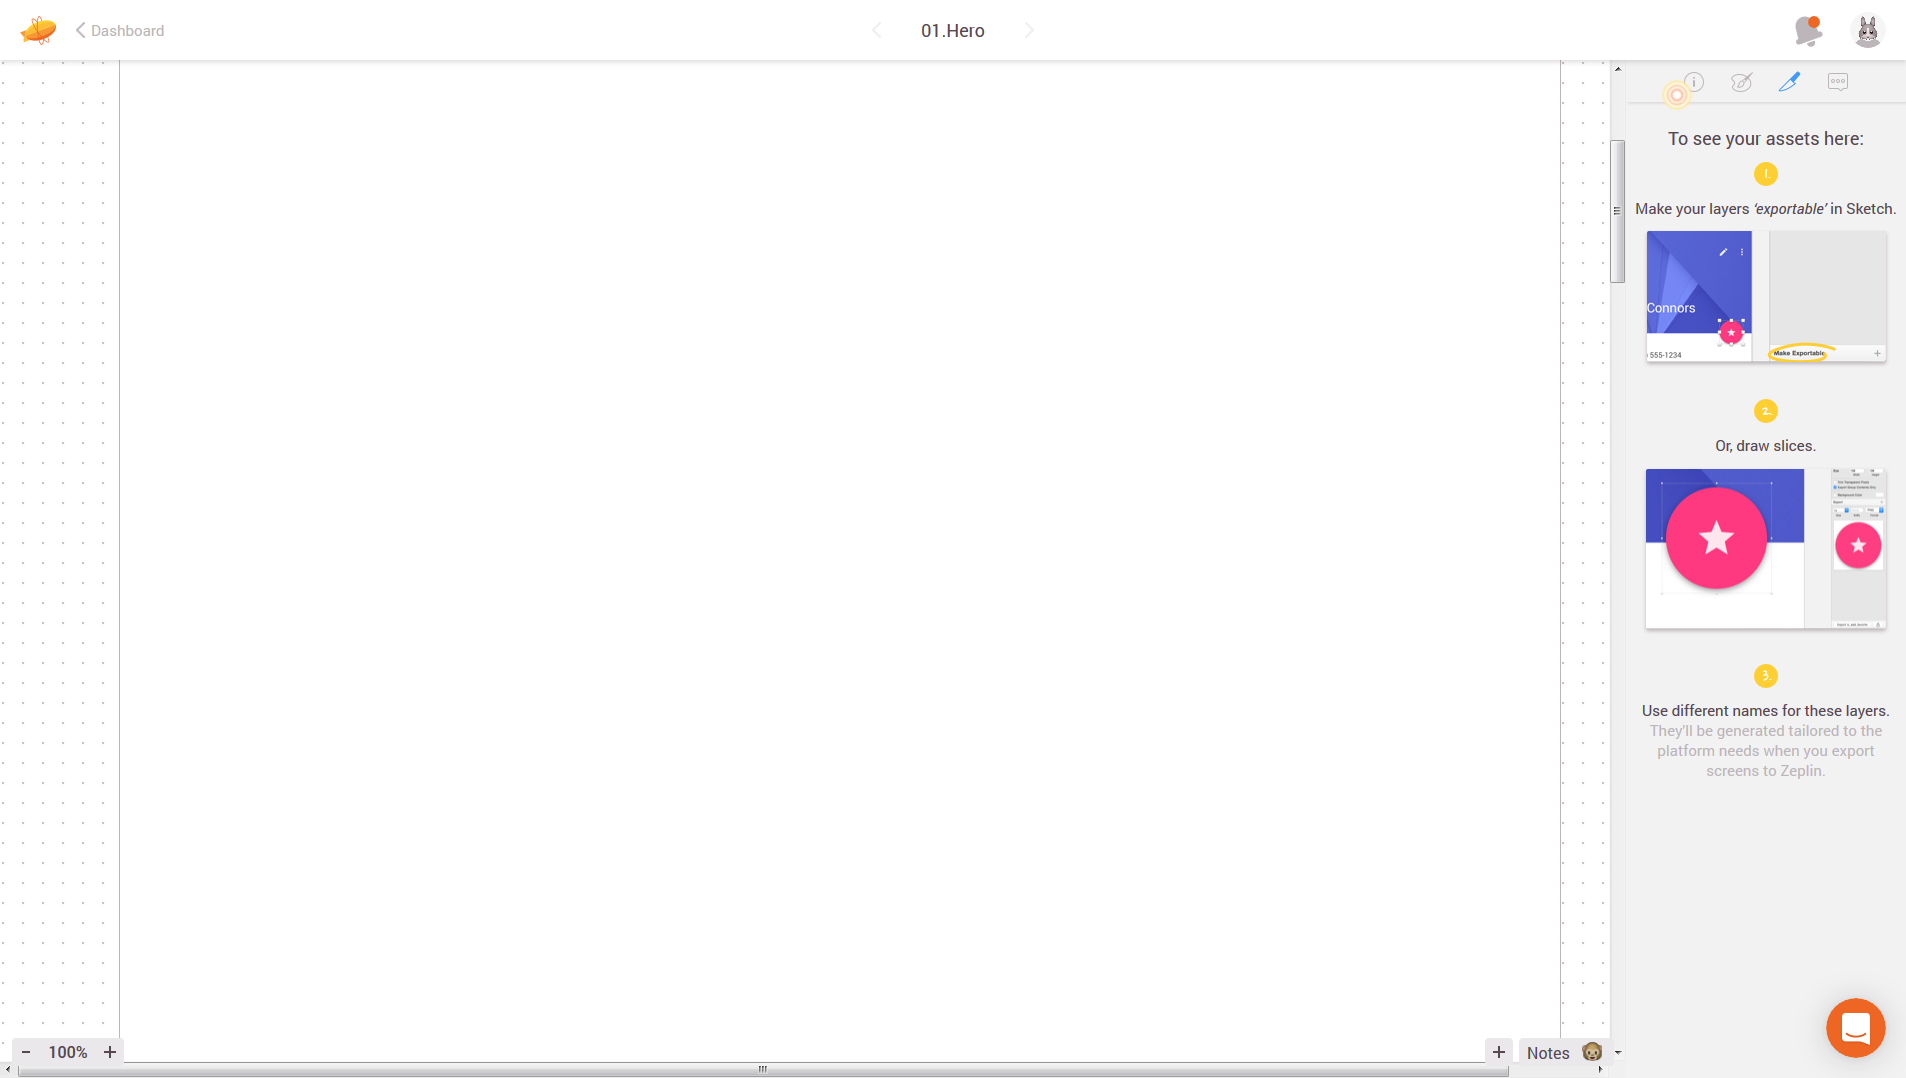 Dashboard
01.Hero
To see your assets here:
1.
Make your layers ‘exportable’ in Sketch.
Connors
555-1234
Make Exportable
2.
Or, draw slices.
3.
Use different names for these layers.
They'll be generated tailored to the
platform needs when you export
screens to Zeplin.
- 100% +
+ Notes